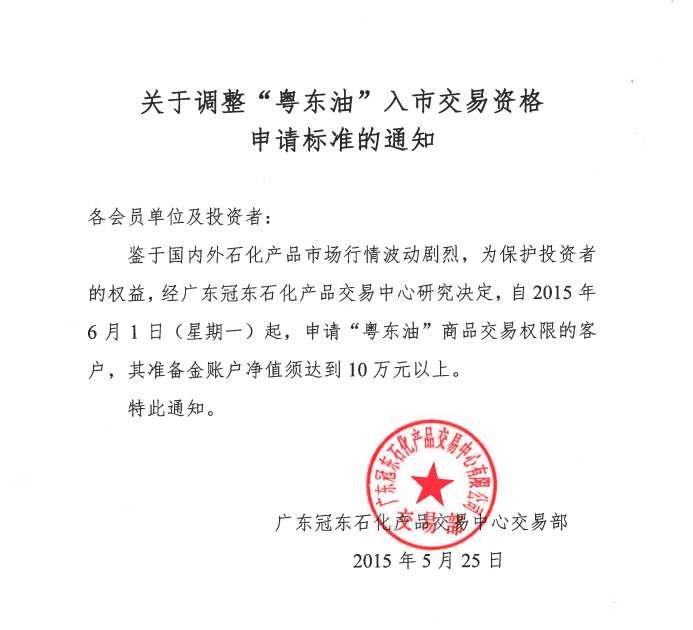 关于调整“粤东油”入市交易资格
申请标准的通知
各会员单位及投资者：
鉴于国内外石化产品市场行情波动剧烈，为保护投资者
的权益，经广东冠东石化产品交易中心研究决定，自2015年
6月1日（星期一）起，申请“粤东油”商品交易权限的客
户，其准备金账户净值须达到10万元以上。
特此通知。
广东冠东石化产品交易中心有限公司
交易部
广东冠东石化产品交易中心交易部
2015年5月25日